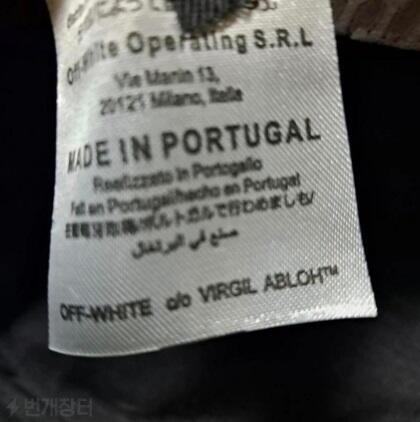 Off-White Operating S.R.L
Via Manin 13,
20121 Milano, Italie
MADE IN PORTUGAL
Realizzato in Portogallo
Fait en Portugal/hecho en Portugal
صنع في البرتغال
OFF-WHITE c/o VIRGIL ABLOH™
번개장터